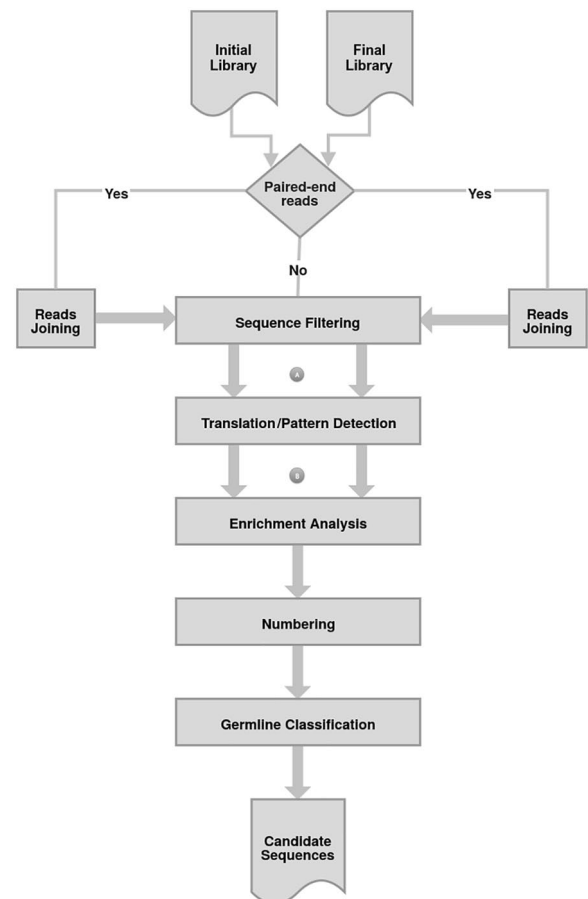 Initial
Library
Final
Library
Paired-end
reads
Yes
Yes
No
Reads
Joining
Sequence Filtering
Reads
Joining
A
Translation/Pattern Detection
B
Enrichment Analysis
Numbering
Germline Classification
Candidate
Sequences